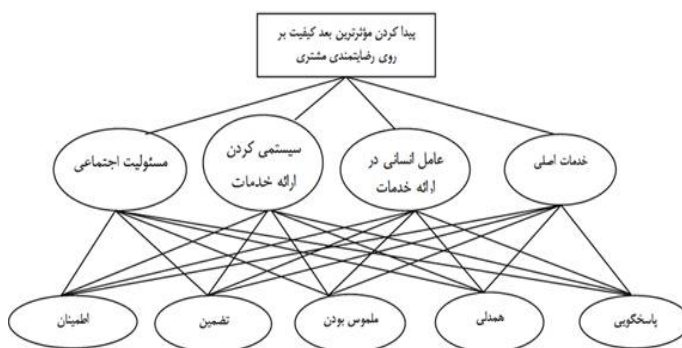 پیدا کردن مؤثرترین بعد کیفیت بر
روی رضایتمندی مشتری
خدمات اصلی
عامل انسانی در
ارائه خدمات
سیستمی کردن
ارائه خدمات
مسئولیت اجتماعی
پاسخگویی
همدلی
ملموس بودن
تضمین
اطمینان